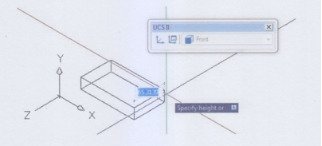 UCS II
Front
Y
Z
X
Specify height or